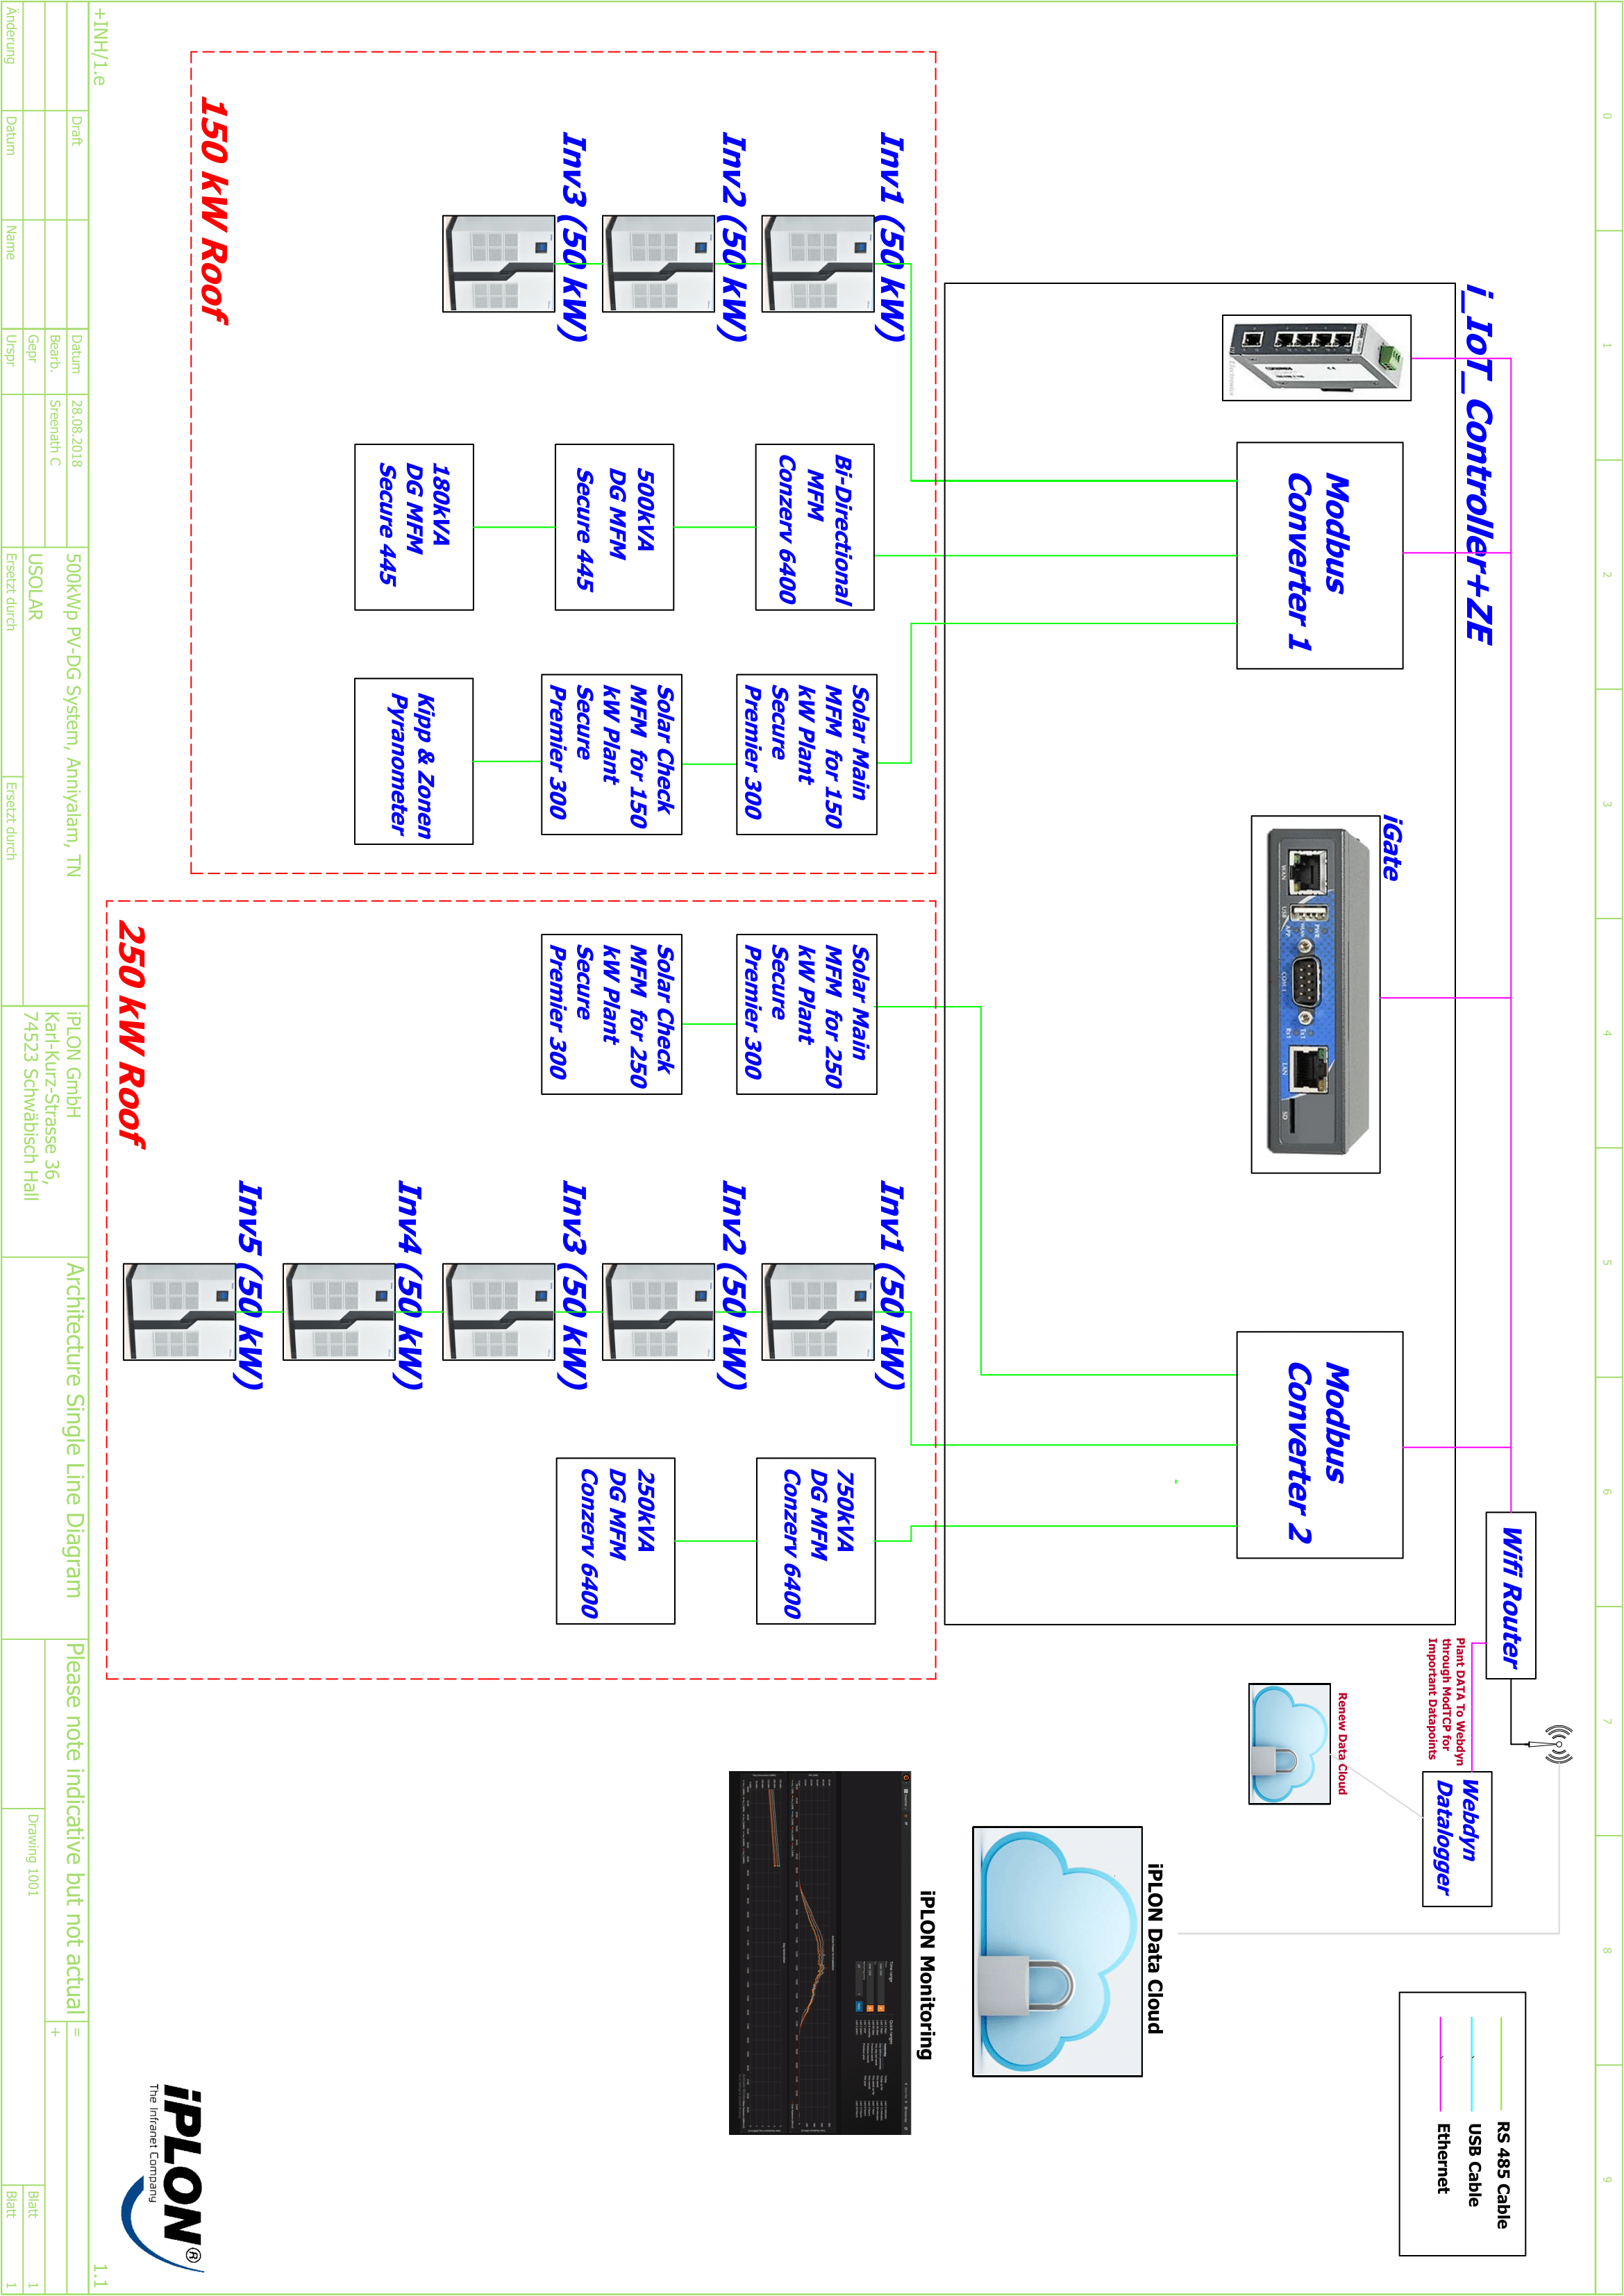 0
1
2
3
4
5
6
7
8
9
i_IoT_Controller+ZE
Modbus
Converter 1
iGate
WAN
USB
COM 1
LAN
SD
Modbus
Converter 2
Wifi Router
Plant DATA To Webdyn
through ModTCP for
Important Datapoints
Webdyn
Datalogger
Renew Data Cloud
RS 485 Cable
USB Cable
Ethernet
iPLON Data Cloud
iPLON Monitoring
Inv1 (50 kW)
Inv2 (50 kW)
Inv3 (50 kW)
Bi-Directional
MFM
Conzerv 6400
500kVA
DG MFM
Secure 445
180kVA
DG MFM
Secure 445
Solar Main
MFM for 150
kW Plant
Secure
Premier 300
Solar Check
MFM for 150
kW Plant
Secure
Premier 300
Kipp & Zonen
Pyranometer
150 kW Roof
Solar Main
MFM for 250
kW Plant
Secure
Premier 300
Solar Check
MFM for 250
kW Plant
Secure
Premier 300
Inv1 (50 kW)
Inv2 (50 kW)
Inv3 (50 kW)
Inv4 (50 kW)
Inv5 (50 kW)
750kVA
DG MFM
Conzerv 6400
250kVA
DG MFM
Conzerv 6400
250 kW Roof
iPLON®
The Infranet Company
+INH/1.e
1.1
Draft
Datum
28.08.2018
Bearb.
Sreenath C
Gepr
Änderung
Datum
Name
Urspr
500kWp PV-DG System, Anniyalam, TN
USOLAR
Ersetzt durch
Ersetzt durch
iPLON GmbH
Karl-Kurz-Strasse 36,
74523 Schwäbisch Hall
Architecture Single Line Diagram
Please note indicative but not actual
=
+
Drawing 1001
Blatt 1
Blatt 1